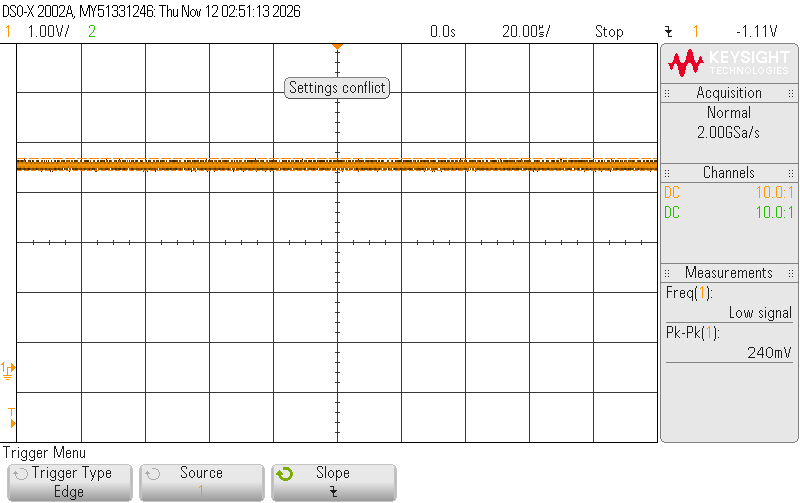 DSO-X 2002A, MY51331246: Thu Nov 12 02:51:13 2026
1 1.00V/ 2 0.0s 20.00s/ Stop 1 -1.11V
Settings conflict
KEYSIGHT
TECHNOLOGIES
Acquisition
Normal
2.00GSa/s
Channels
DC 10.0:1
DC 10.0:1
Measurements
Freq(1):
Low signal
Pk-Pk(1):
240mV
1
T
Trigger Menu
Trigger Type
Edge
Source
1
Slope